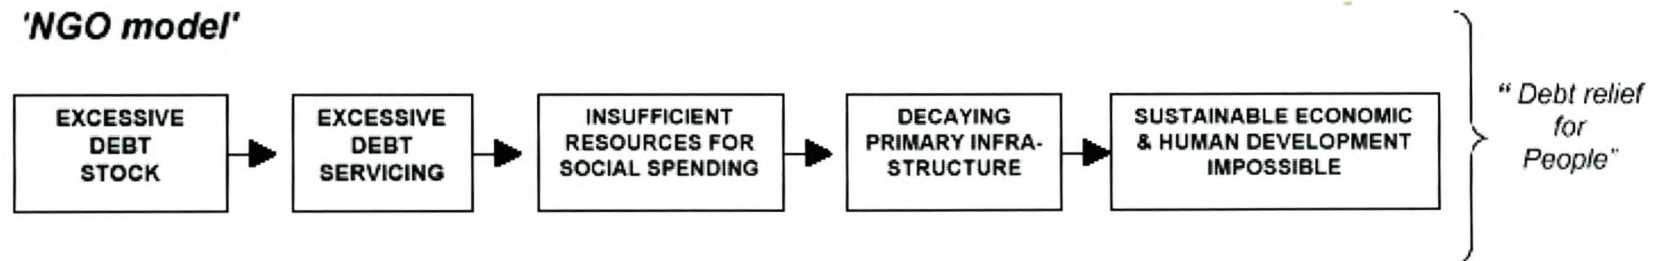 'NGO model'
EXCESSIVE
DEBT
STOCK
EXCESSIVE
DEBT
SERVICING
INSUFFICIENT
RESOURCES FOR
SOCIAL SPENDING
DECAYING
PRIMARY INFRA-
STRUCTURE
SUSTAINABLE ECONOMIC
& HUMAN DEVELOPMENT
IMPOSSIBLE
“ Debt relief
for
People”